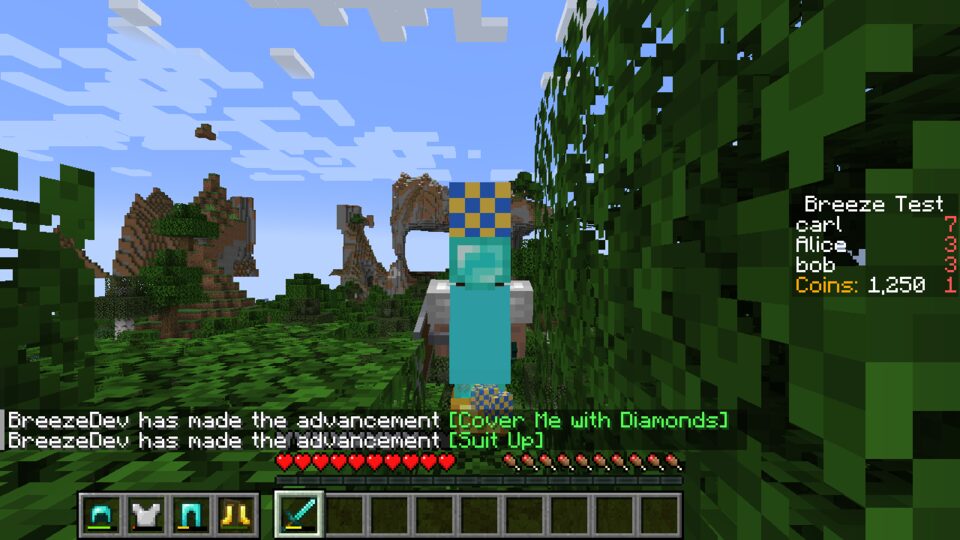 Breeze Test
carl 7
Alice 3
bob 3
Coins: 1,250 1
BreezeDev has made the advancement [Cover Me with Diamonds]
BreezeDev has made the advancement [Suit Up]